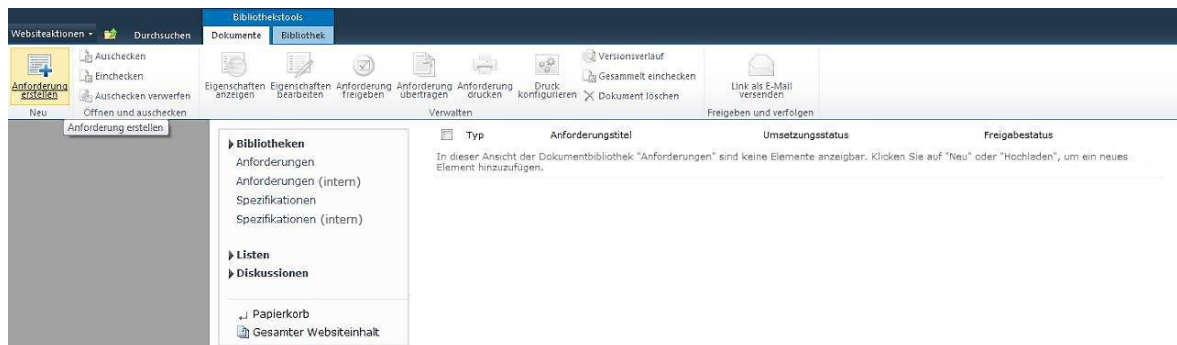 Bibliothekstools
Websiteaktionen
Durchsuchen
Dokumente
Bibliothek
Anforderung
erstellen
Auschecken
Einchecken
Auschecken verwerfen
Eigenschaften
anzeigen
Eigenschaften
bearbeiten
Anforderung
freigeben
Anforderung
übertragen
Anforderung
drucken
Druck
konfigurieren
Versionsverlauf
Gesammelt einchecken
Dokument löschen
Link als E-Mail
versenden
Neu
Öffnen und auschecken
Verwalten
Freigeben und verfolgen
Anforderung erstellen
Bibliotheken
Anforderungen
Anforderungen (intern)
Spezifikationen
Spezifikationen (intern)
Listen
Diskussionen
Papierkorb
Gesamter Websiteinhalt
Typ Anforderungstitel Umsetzungsstatus Freigabestatus
In dieser Ansicht der Dokumentbibliothek "Anforderungen" sind keine Elemente anzeigbar. Klicken Sie auf "Neu" oder "Hochladen", um ein neues
Element hinzuzufügen.